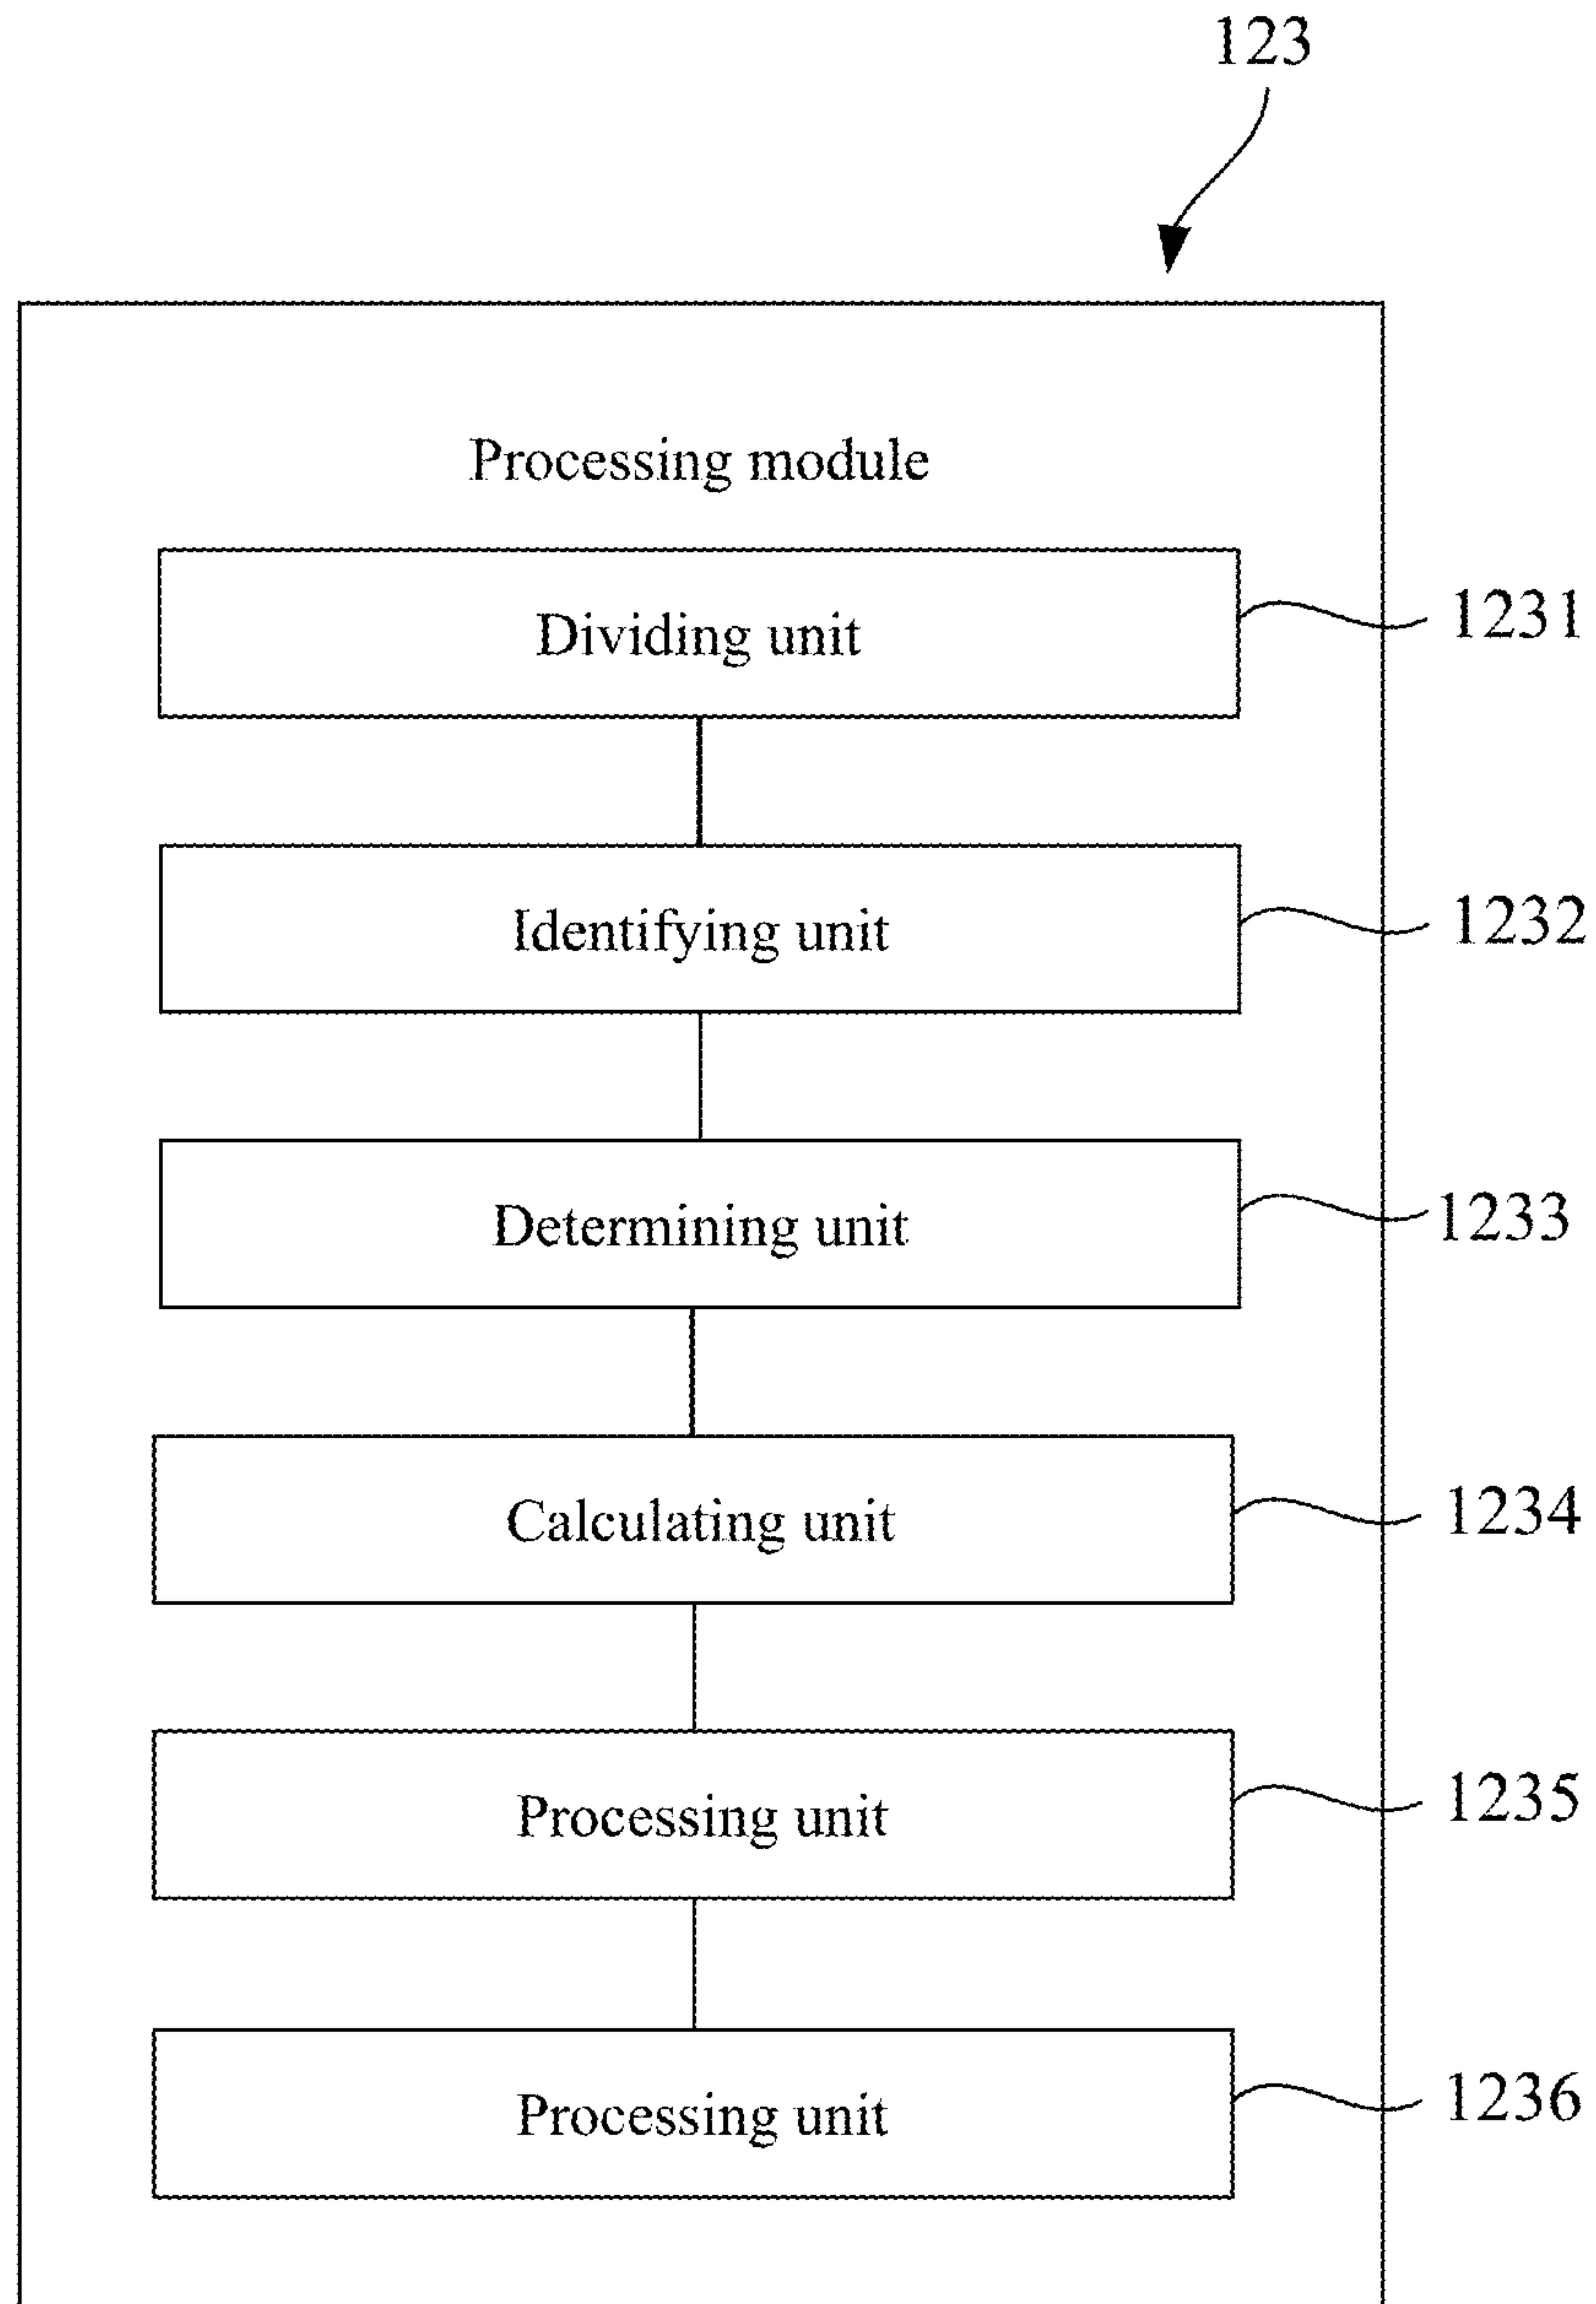 123
Processing module
Dividing unit
1231
Identifying unit
1232
Determining unit
1233
Calculating unit
1234
Processing unit
1235
Processing unit
1236